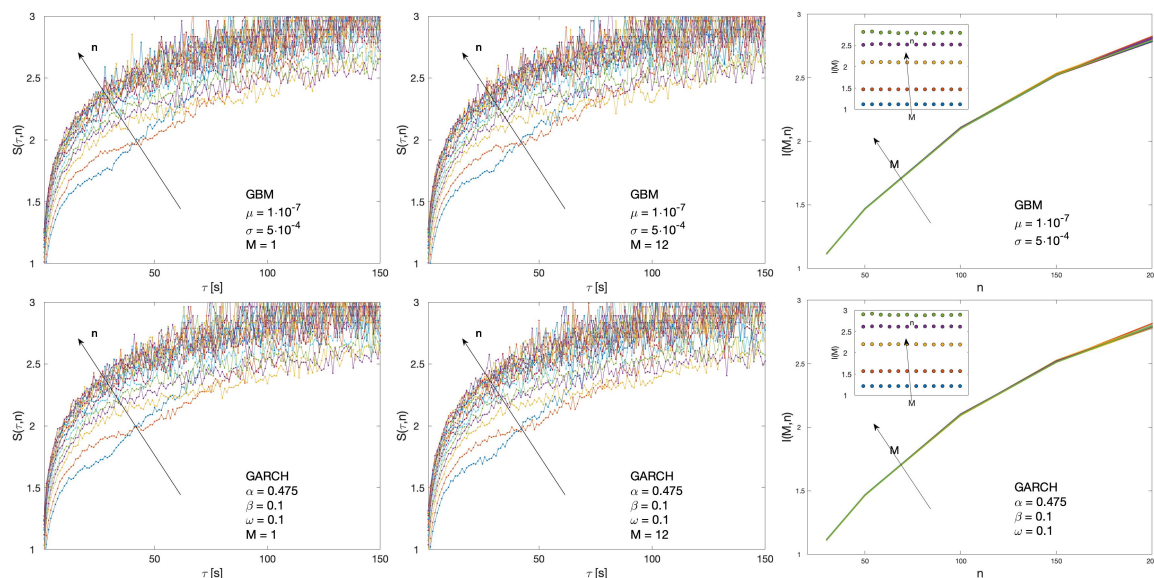 3
2.5
2
1.5
1
S(τ,n)
n
GBM
μ = 1·10⁻⁷
σ = 5·10⁻⁴
M = 1
50
100
150
τ [s]
3
2.5
2
1.5
1
S(τ,n)
n
GBM
μ = 1·10⁻⁷
σ = 5·10⁻⁴
M = 12
50
100
150
τ [s]
3
2.5
2
1.5
1
I(M,n)
2.5
2
1.5
1
I(M)
n
M
M
GBM
μ = 1·10⁻⁷
σ = 5·10⁻⁴
50
100
150
20
n
3
2.5
2
1.5
1
S(τ,n)
n
GARCH
α = 0.475
β = 0.1
ω = 0.1
M = 1
50
100
150
τ [s]
3
2.5
2
1.5
1
S(τ,n)
n
GARCH
α = 0.475
β = 0.1
ω = 0.1
M = 12
50
100
150
τ [s]
3
2.5
2
1.5
1
I(M,n)
3
2.5
2
1.5
1
I(M)
n
M
M
GARCH
α = 0.475
β = 0.1
ω = 0.1
50
100
150
20
n